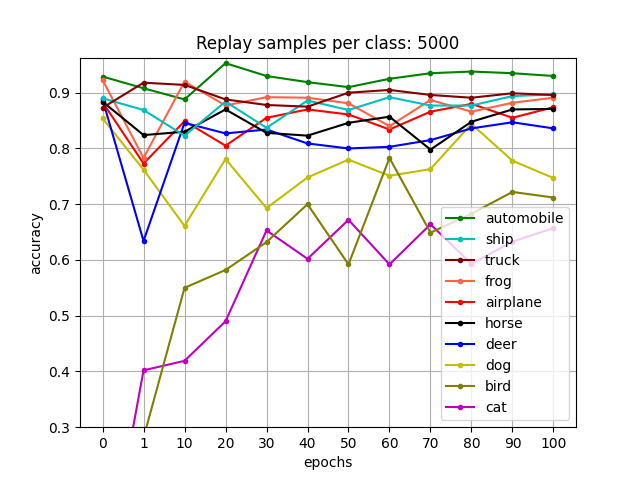 Replay samples per class: 5000
accuracy
0.9
0.8
0.7
0.6
0.5
0.4
0.3
automobile
ship
truck
frog
airplane
horse
deer
dog
bird
cat
0 1 10 20 30 40 50 60 70 80 90 100
epochs